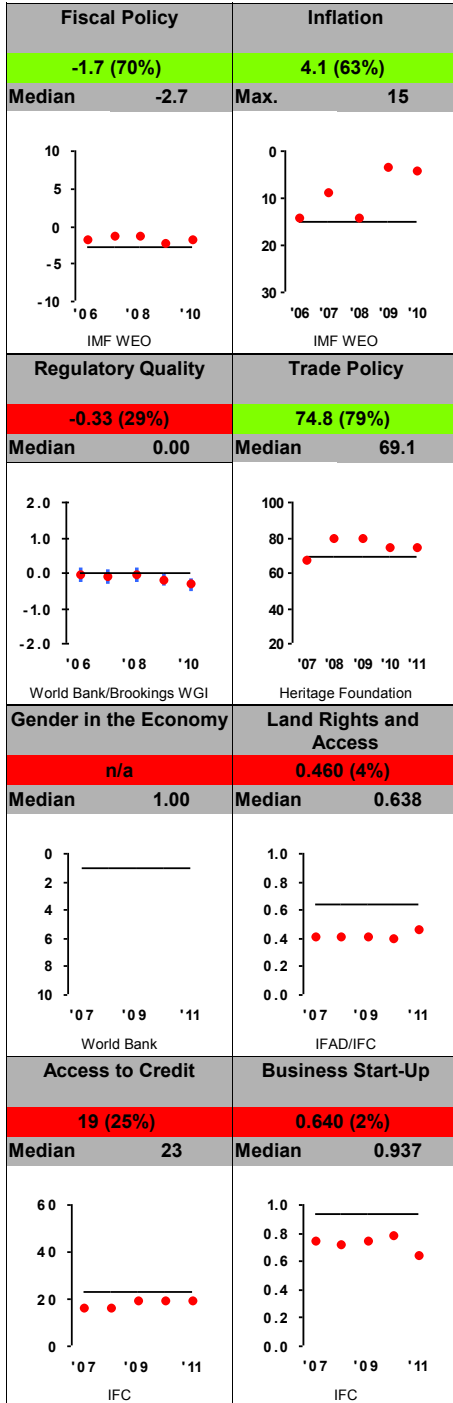 Fiscal Policy
Inflation
-1.7 (70%)
4.1 (63%)
Median -2.7
Max. 15
10
5
0
-5
-10
'06 '08 '10
IMF WEO
0
10
20
30
'06 '07 '08 '09 '10
IMF WEO
Regulatory Quality
Trade Policy
-0.33 (29%)
74.8 (79%)
Median 0.00
Median 69.1
2.0
1.0
0.0
-1.0
-2.0
'06 '08 '10
World Bank/Brookings WGI
100
80
60
40
20
'07 '08 '09 '10 '11
Heritage Foundation
Gender in the Economy
Land Rights and
Access
n/a
0.460 (4%)
Median 1.00
Median 0.638
0
2
4
6
8
10
'07 '09 '11
World Bank
1.0
0.8
0.6
0.4
0.2
0.0
'07 '09 '11
IFAD/IFC
Access to Credit
Business Start-Up
19 (25%)
0.640 (2%)
Median 23
Median 0.937
60
40
20
0
'07 '09 '11
IFC
1.0
0.8
0.6
0.4
0.2
0.0
'07 '09 '11
IFC